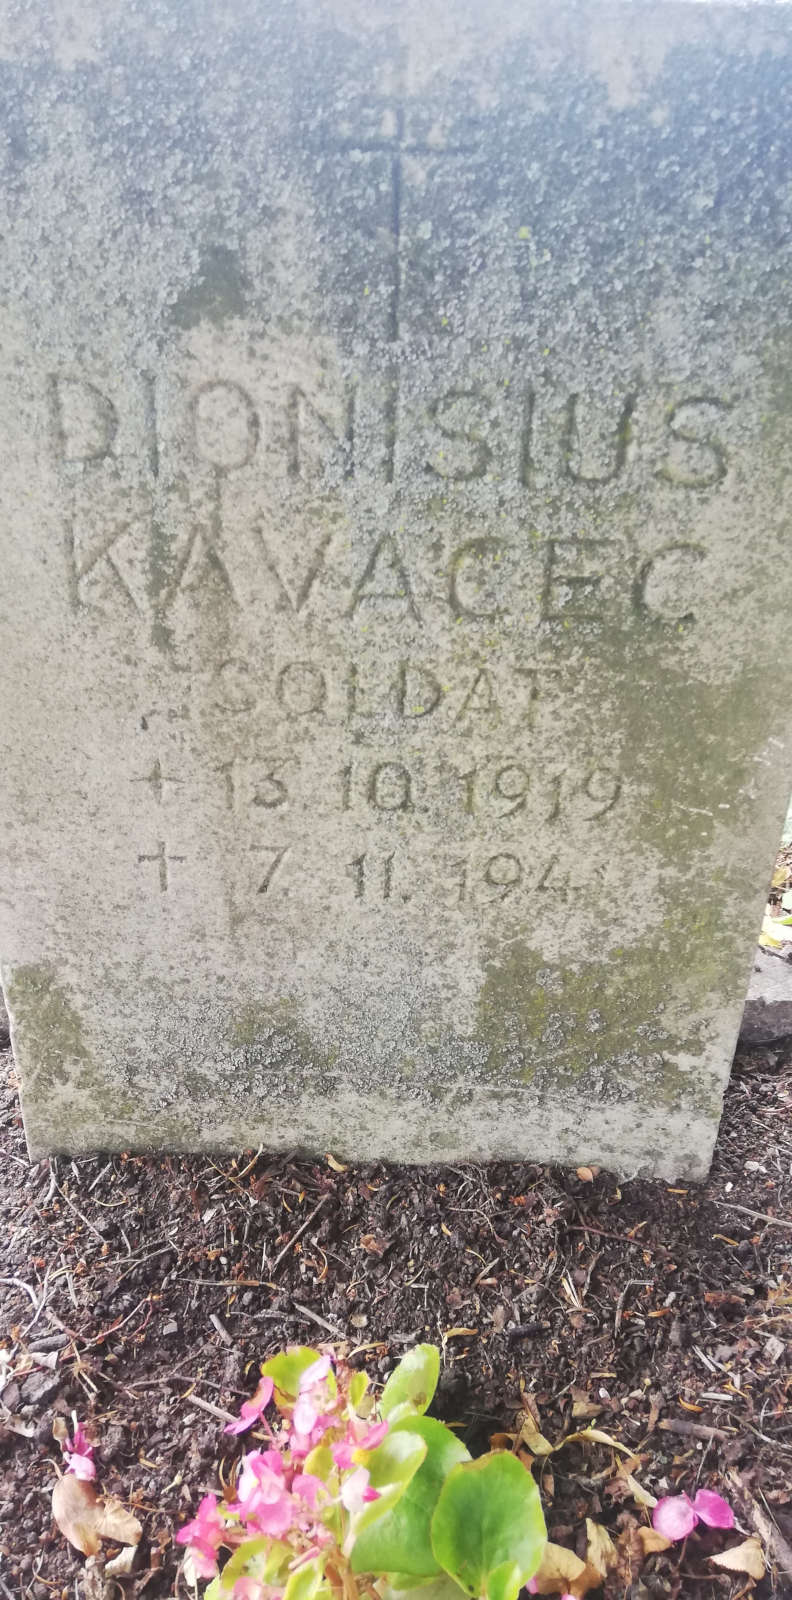 DIONISIUS
KAVACEC
SOLDAT
+ 13. 10. 1919
+ 7. 11.